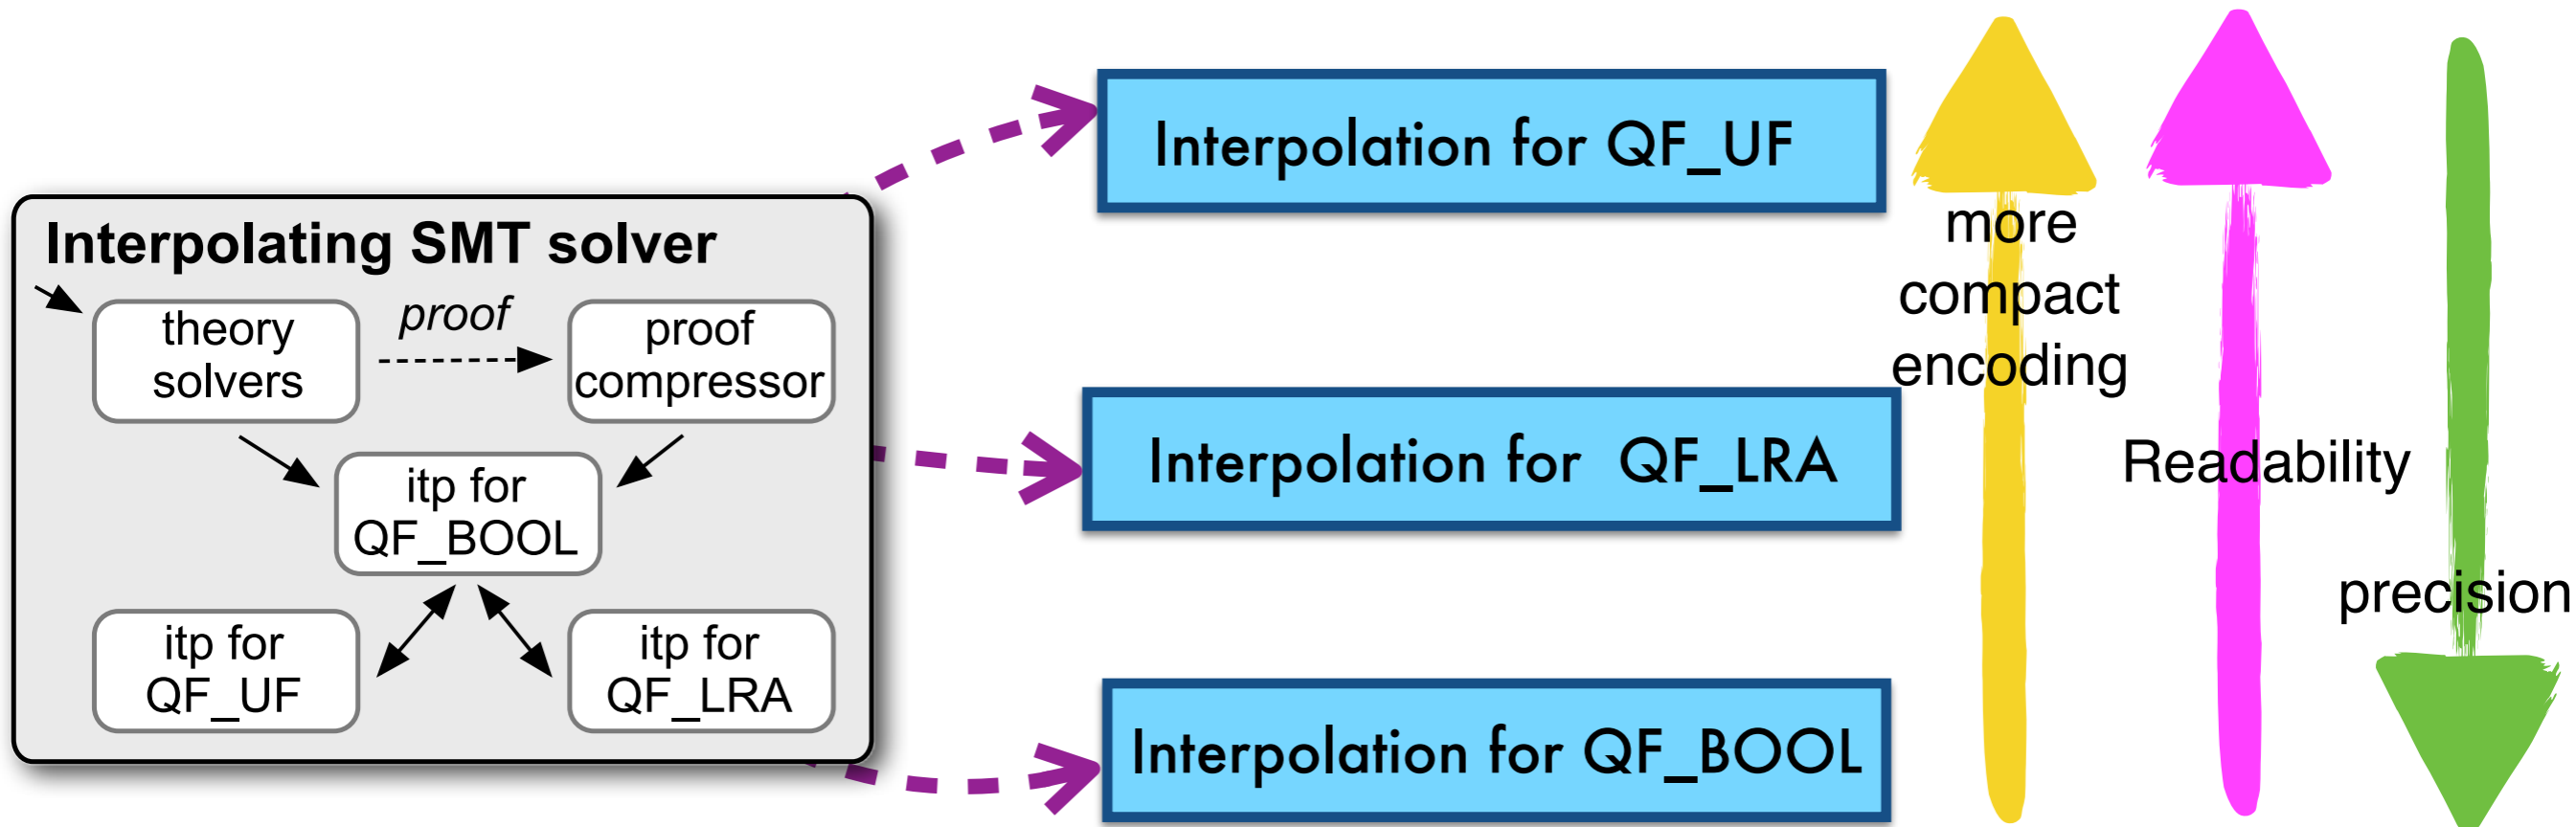 Interpolating SMT solver
theory
solvers
proof
proof
compressor
itp for
QF_BOOL
itp for
QF_UF
itp for
QF_LRA
Interpolation for QF_UF
Interpolation for QF_LRA
Interpolation for QF_BOOL
more
compact
encoding
Readability
precision